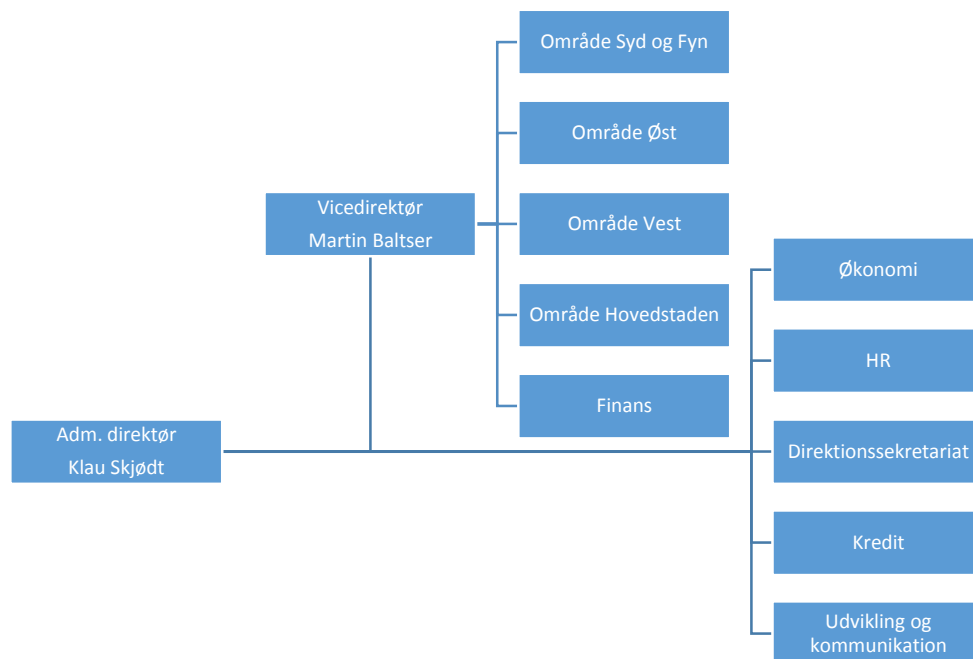 Område Syd og Fyn
Område Øst
Vicedirektør
Martin Baltser
Område Vest
Økonomi
Område Hovedstaden
HR
Finans
Adm. direktør
Klau Skjødt
Direktionssekretariat
Kredit
Udvikling og
kommunikation